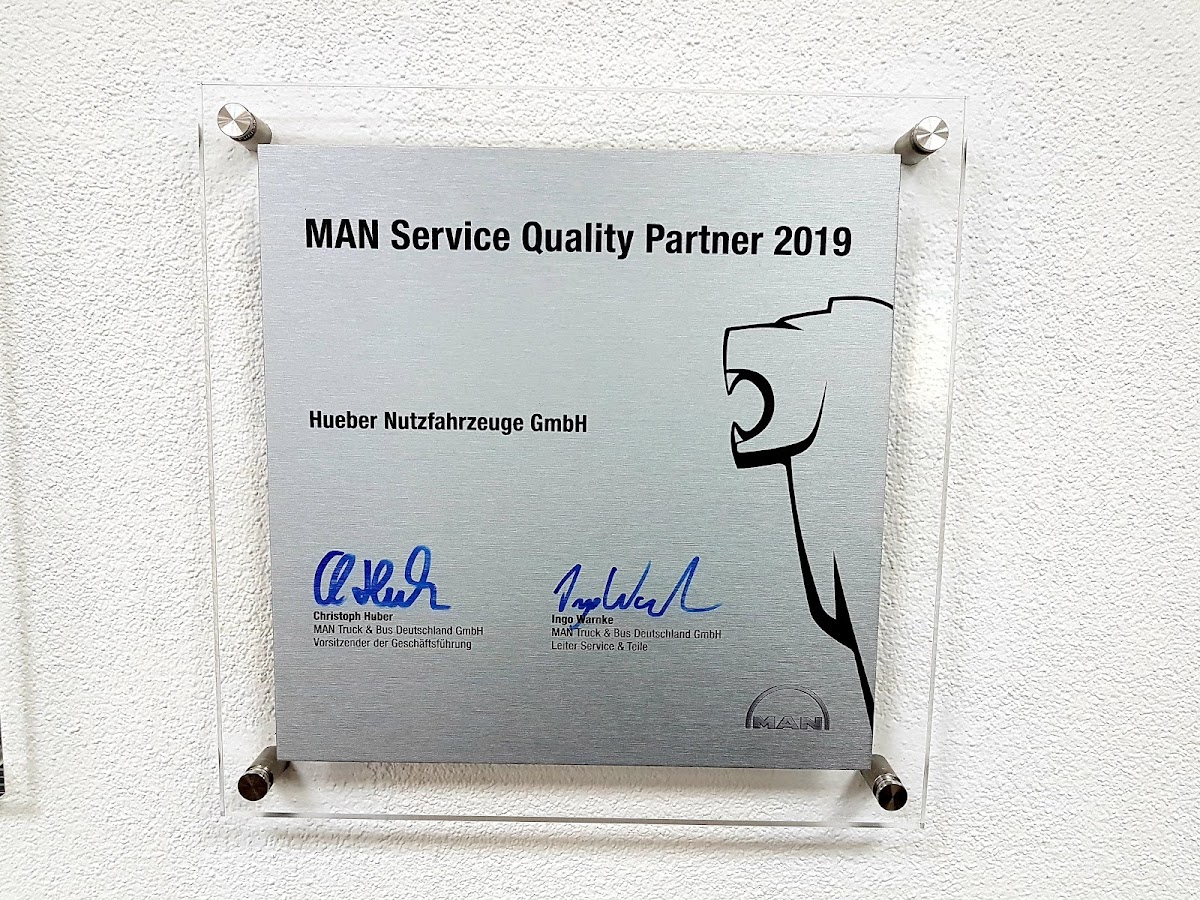 MAN Service Quality Partner 2019
Hueber Nutzfahrzeuge GmbH
Christoph Huber
MAN Truck & Bus Deutschland GmbH
Vorsitzender der Geschäftsführung
Ingo Warnke
MAN Truck & Bus Deutschland GmbH
Leiter Service & Teile
MAN